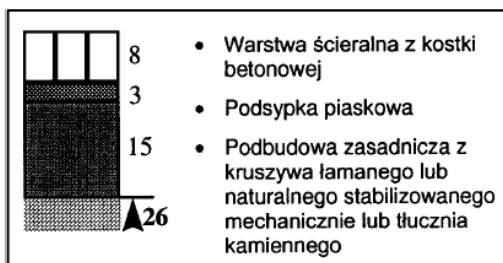 8
3
15
26
• Warstwa ścieralna z kostki
betonowej
• Podsypka piaskowa
• Podbudowa zasadnicza z
kruszywa łamanego lub
naturalnego stabilizowanego
mechanicznie lub tłucznia
kamiennego